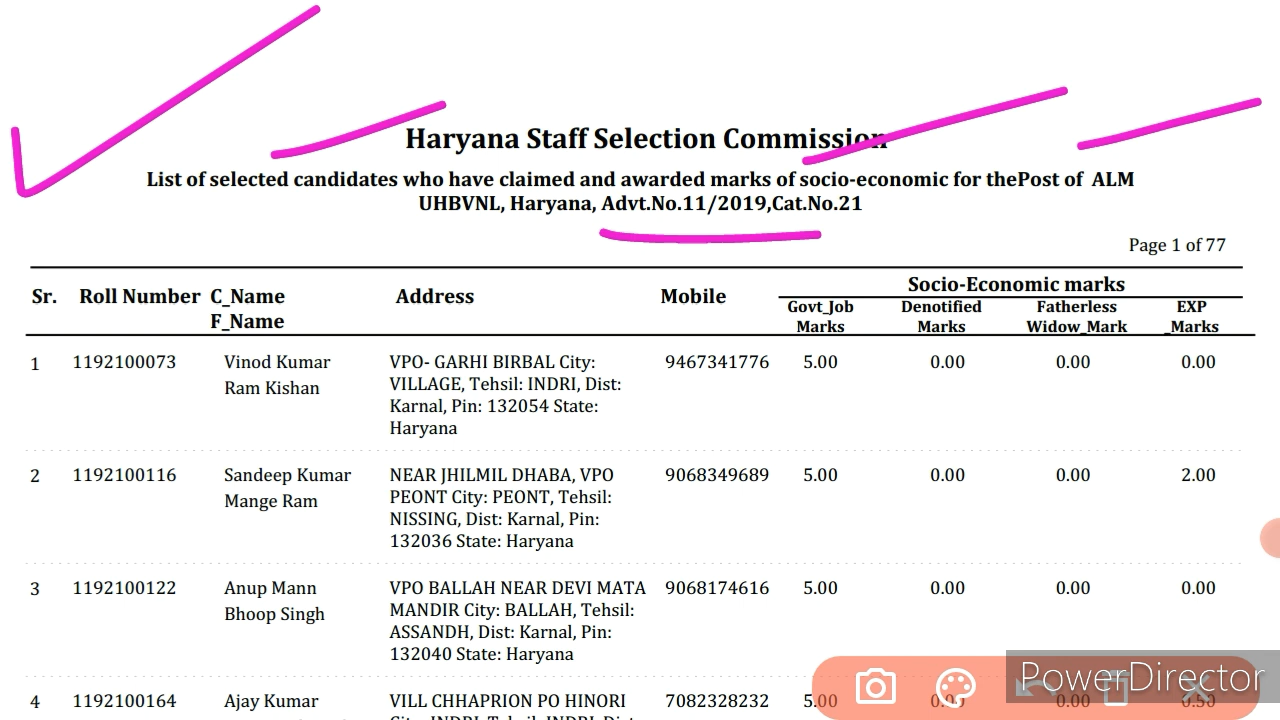 Haryana Staff Selection Commission
List of selected candidates who have claimed and awarded marks of socio-economic for thePost of ALM
UHBVNL, Haryana, Advt.No.11/2019,Cat.No.21
Page 1 of 77
Socio-Economic marks
Sr. Roll Number C_Name Address Mobile Govt_Job Denotified Fatherless EXP
F_Name Marks Marks Widow_Mark _Marks
1 1192100073 Vinod Kumar VPO- GARHI BIRBAL City: 9467341776 5.00 0.00 0.00 0.00
Ram Kishan VILLAGE, Tehsil: INDRI, Dist:
Karnal, Pin: 132054 State:
Haryana
2 1192100116 Sandeep Kumar NEAR JHILMIL DHABA, VPO 9068349689 5.00 0.00 0.00 2.00
Mange Ram PEONT City: PEONT, Tehsil:
NISSING, Dist: Karnal, Pin:
132036 State: Haryana
3 1192100122 Anup Mann VPO BALLAH NEAR DEVI MATA 9068174616 5.00 0.00 0.00 0.00
Bhoop Singh MANDIR City: BALLAH, Tehsil:
ASSANDH, Dist: Karnal, Pin:
132040 State: Haryana
PowerDirector
4 1192100164 Ajay Kumar VILL CHHAPRION PO HINORI 7082328232 5.00 0.00 0.00 0.50